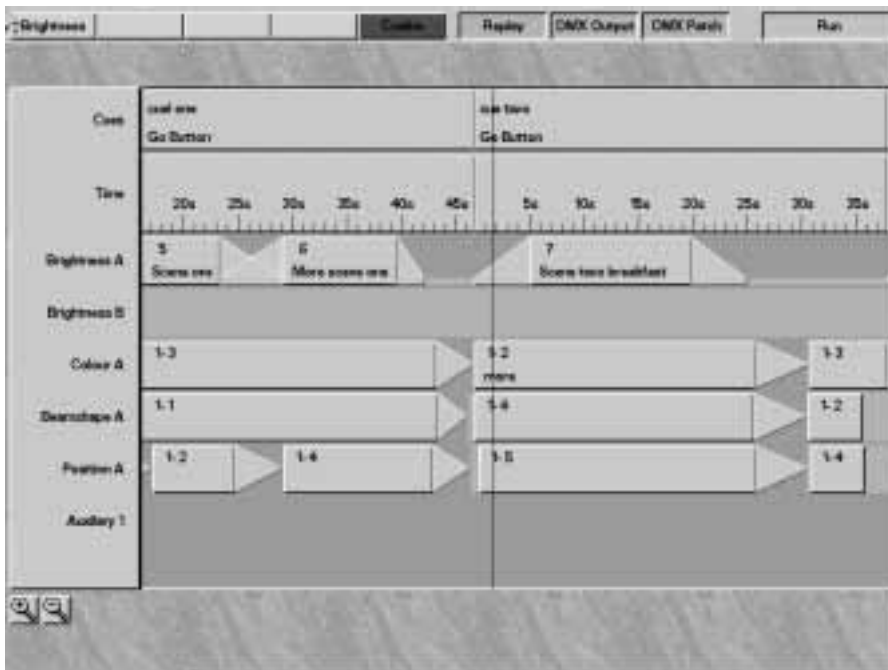 Brightness Replay DMX Output DMX Patch Run
Cues
cue two
Go Button Go Button
Time
20s 25s 30s 35s 40s 45s 5s 10s 15s 20s 25s 30s 35s
Brightness A
5 6 7
Scene one More scene one Scene two breakfast
Brightness B
Colour A
1-3 1-2 1-3
more
Beamshape A
1-1 1-4 1-2
Position A
1-2 1-4 1-5 1-4
Auxiliary 1